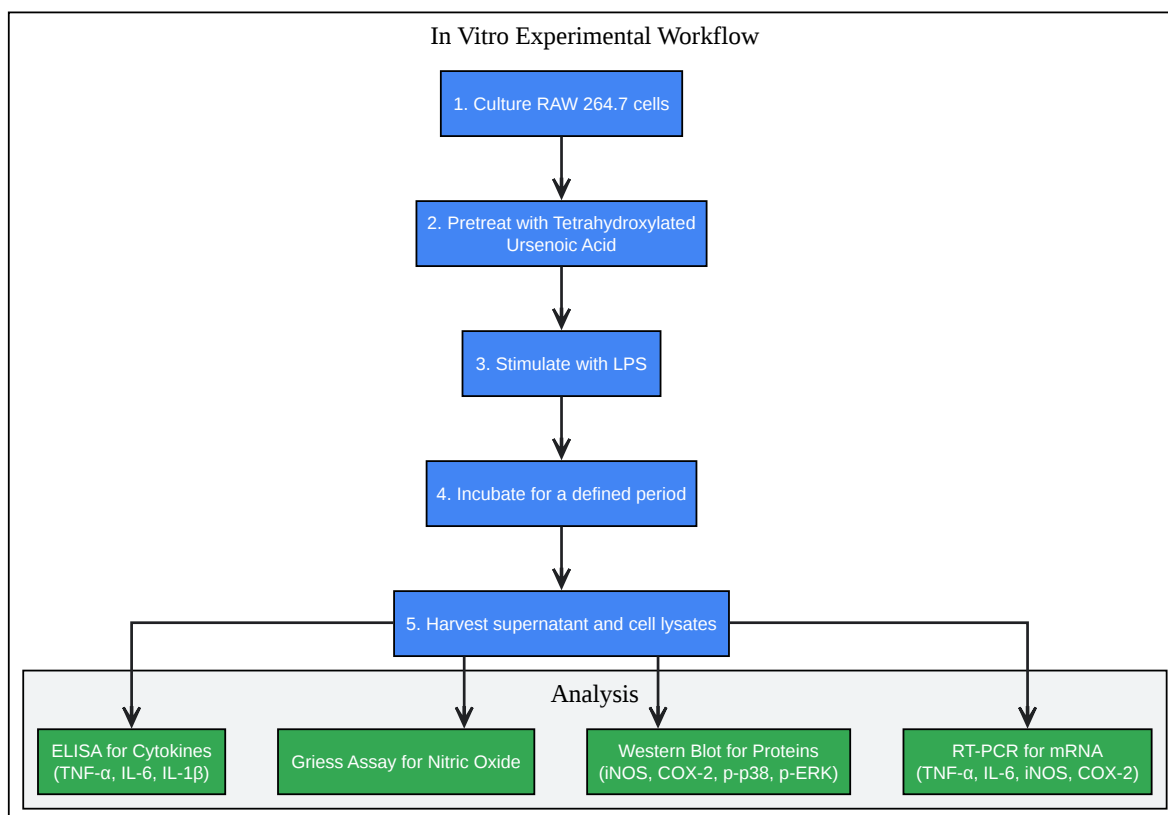 In Vitro Experimental Workflow
1. Culture RAW 264.7 cells
2. Pretreat with Tetrahydroxylated
Ursenoic Acid
3. Stimulate with LPS
4. Incubate for a defined period
5. Harvest supernatant and cell lysates
Analysis
ELISA for Cytokines
(TNF-α, IL-6, IL-1β)
Griess Assay for Nitric Oxide
Western Blot for Proteins
(iNOS, COX-2, p-p38, p-ERK)
RT-PCR for mRNA
(TNF-α, IL-6, iNOS, COX-2)